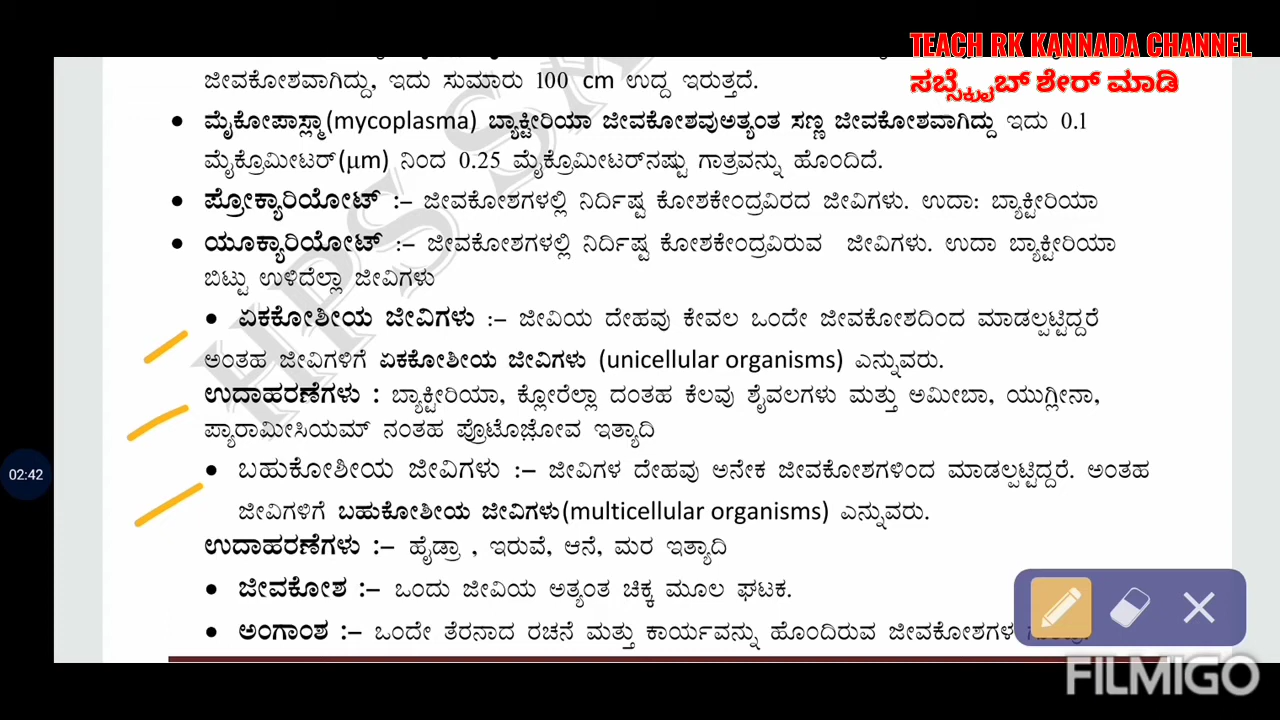 TEACH RK KANNADA CHANNEL
ಸಬ್ಸ್ಕ್ರೈಬ್ ಶೇರ್ ಮಾಡಿ
ಜೀವಕೋಶವಾಗಿದ್ದು, ಇದು ಸುಮಾರು 100 cm ಉದ್ದ ಇರುತ್ತದೆ.
• ಮೈಕೋಪಾಸ್ಲ್ಮಾ(mycoplasma) ಬ್ಯಾಕ್ಟೀರಿಯಾ ಜೀವಕೋಶವುಅತ್ಯಂತ ಸಣ್ಣ ಜೀವಕೋಶವಾಗಿದ್ದು ಇದು 0.1
ಮೈಕ್ರೊಮೀಟರ್(μm) ನಿಂದ 0.25 ಮೈಕ್ರೊಮೀಟರ್‌ನಷ್ಟು ಗಾತ್ರವನ್ನು ಹೊಂದಿದೆ.
• ಪ್ರೋಕ್ಯಾರಿಯೋಟ್ :– ಜೀವಕೋಶಗಳಲ್ಲಿ ನಿರ್ದಿಷ್ಟ ಕೋಶಕೇಂದ್ರವಿರದ ಜೀವಿಗಳು. ಉದಾ: ಬ್ಯಾಕ್ಟೀರಿಯಾ
• ಯೂಕ್ಯಾರಿಯೋಟ್ :– ಜೀವಕೋಶಗಳಲ್ಲಿ ನಿರ್ದಿಷ್ಟ ಕೋಶಕೇಂದ್ರವಿರುವ ಜೀವಿಗಳು. ಉದಾ ಬ್ಯಾಕ್ಟೀರಿಯಾ
ಬಿಟ್ಟು ಉಳಿದೆಲ್ಲಾ ಜೀವಿಗಳು
• ಏಕಕೋಶೀಯ ಜೀವಿಗಳು :– ಜೀವಿಯ ದೇಹವು ಕೇವಲ ಒಂದೇ ಜೀವಕೋಶದಿಂದ ಮಾಡಲ್ಪಟ್ಟಿದ್ದರೆ
ಅಂತಹ ಜೀವಿಗಳಿಗೆ ಏಕಕೋಶೀಯ ಜೀವಿಗಳು (unicellular organisms) ಎನ್ನುವರು.
ಉದಾಹರಣೆಗಳು : ಬ್ಯಾಕ್ಟೀರಿಯಾ, ಕ್ಲೋರೆಲ್ಲಾ ದಂತಹ ಕೆಲವು ಶೈವಲಗಳು ಮತ್ತು ಅಮೀಬಾ, ಯುಗ್ಲೀನಾ,
ಪ್ಯಾರಾಮೀಸಿಯಮ್ ನಂತಹ ಪ್ರೊಟೊಜೋವ ಇತ್ಯಾದಿ
02:42
• ಬಹುಕೋಶೀಯ ಜೀವಿಗಳು :– ಜೀವಿಗಳ ದೇಹವು ಅನೇಕ ಜೀವಕೋಶಗಳಿಂದ ಮಾಡಲ್ಪಟ್ಟಿದ್ದರೆ. ಅಂತಹ
ಜೀವಿಗಳಿಗೆ ಬಹುಕೋಶೀಯ ಜೀವಿಗಳು(multicellular organisms) ಎನ್ನುವರು.
ಉದಾಹರಣೆಗಳು :– ಹೈಡ್ರಾ , ಇರುವೆ, ಆನೆ, ಮರ ಇತ್ಯಾದಿ
• ಜೀವಕೋಶ :– ಒಂದು ಜೀವಿಯ ಅತ್ಯಂತ ಚಿಕ್ಕ ಮೂಲ ಘಟಕ.
• ಅಂಗಾಂಶ :– ಒಂದೇ ತೆರನಾದ ರಚನೆ ಮತ್ತು ಕಾರ್ಯವನ್ನು ಹೊಂದಿರುವ ಜೀವಕೋಶಗಳ
FILMIGO